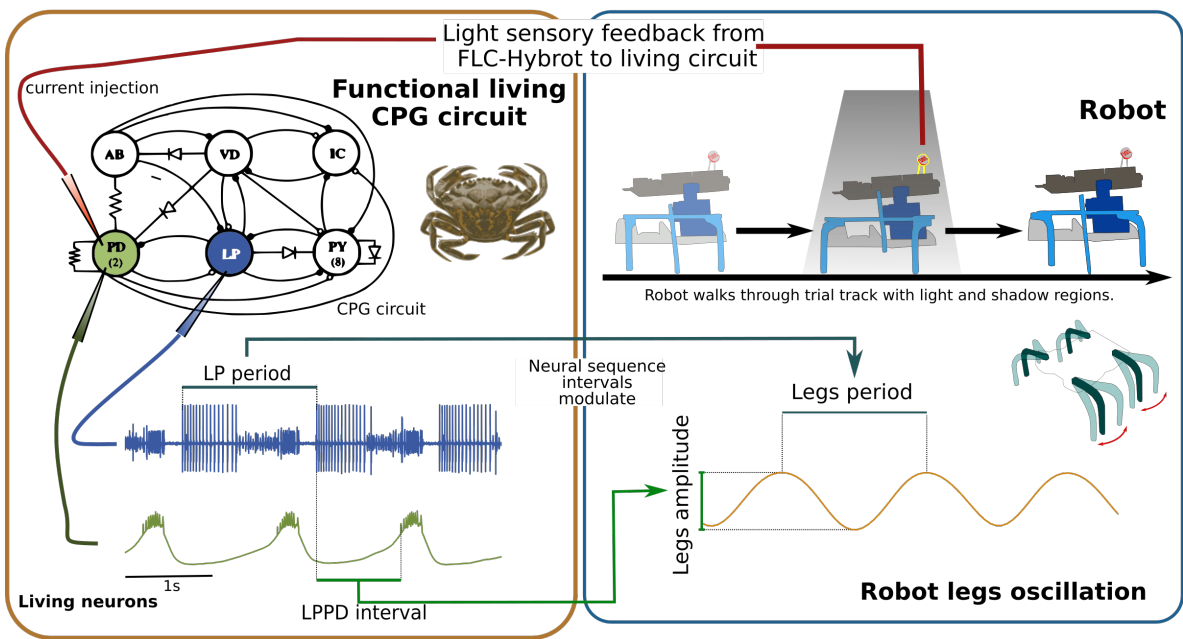 Light sensory feedback from
FLC-Hybrot to living circuit
current injection
Functional living
CPG circuit
Robot
AB
VD
IC
PD
(2)
LP
PY
(8)
CPG circuit
Robot walks through trial track with light and shadow regions.
LP period
Neural sequence
intervals
modulate
Legs period
Legs amplitude
1s
Living neurons
LPPD interval
Robot legs oscillation